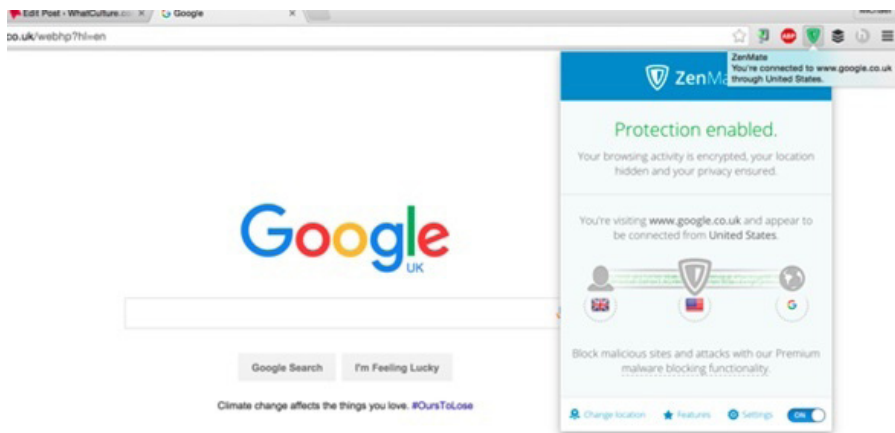 Edit Post - WhatCulture.co
Google
co.uk/webhp?hl=en
ABP
ZenMate
You're connected to www.google.co.uk
through United States.
ZenMa
Protection enabled.
Your browsing activity is encrypted, your location
hidden and your privacy ensured.
You're visiting www.google.co.uk and appear to
be connected from United States.
Google
UK
G
Block malicious sites and attacks with our Premium
malware blocking functionality.
Google Search
I'm Feeling Lucky
Climate change affects the things you love. #OursToLose
Change location
Features
Settings
ON